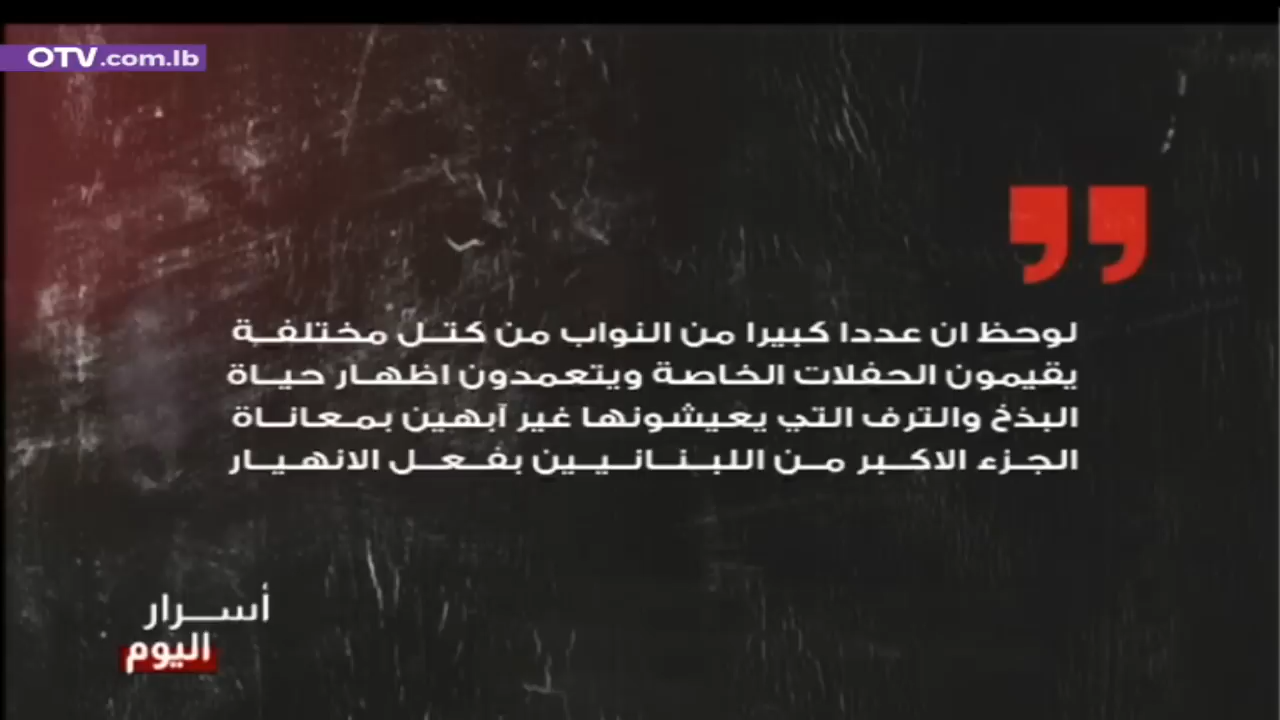 OTV.com.lb
لوحظ ان عددا كبيرا من النواب من كتل مختلفة
يقيمون الحفلات الخاصة ويتعمدون اظهار حياة
البذخ والترف التي يعيشونها غير آبهين بمعاناة
الجزء الاكبر من اللبنانيين بفعل الانهيار
أسرار
اليوم